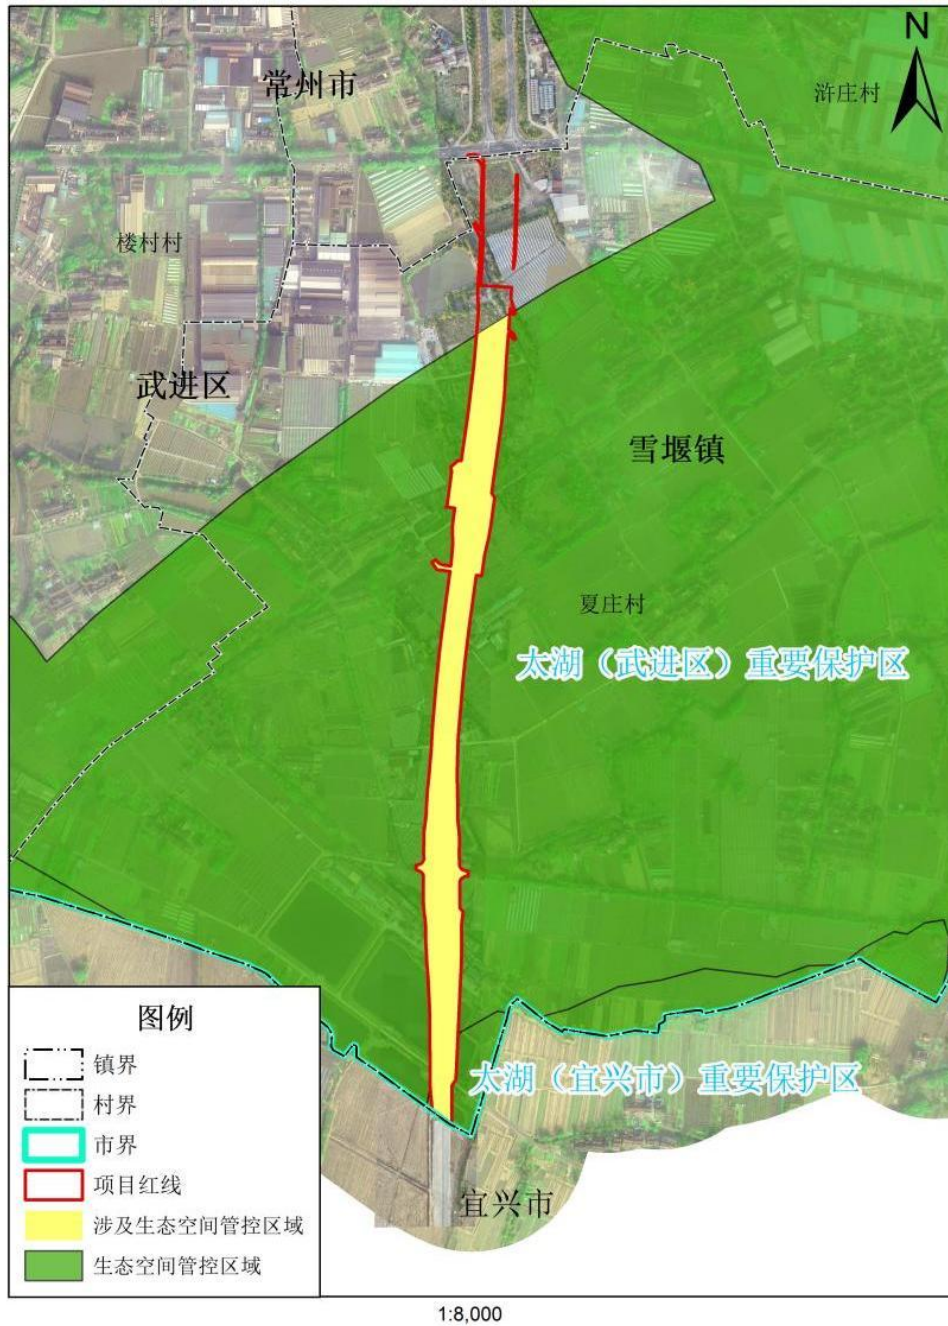 N
常州市
浒庄村
楼村村
武进区
雪堰镇
夏庄村
太湖（武进区）重要保护区
太湖（宜兴市）重要保护区
宜兴市
图例
镇界
村界
市界
项目红线
涉及生态空间管控区域
生态空间管控区域
1:8,000